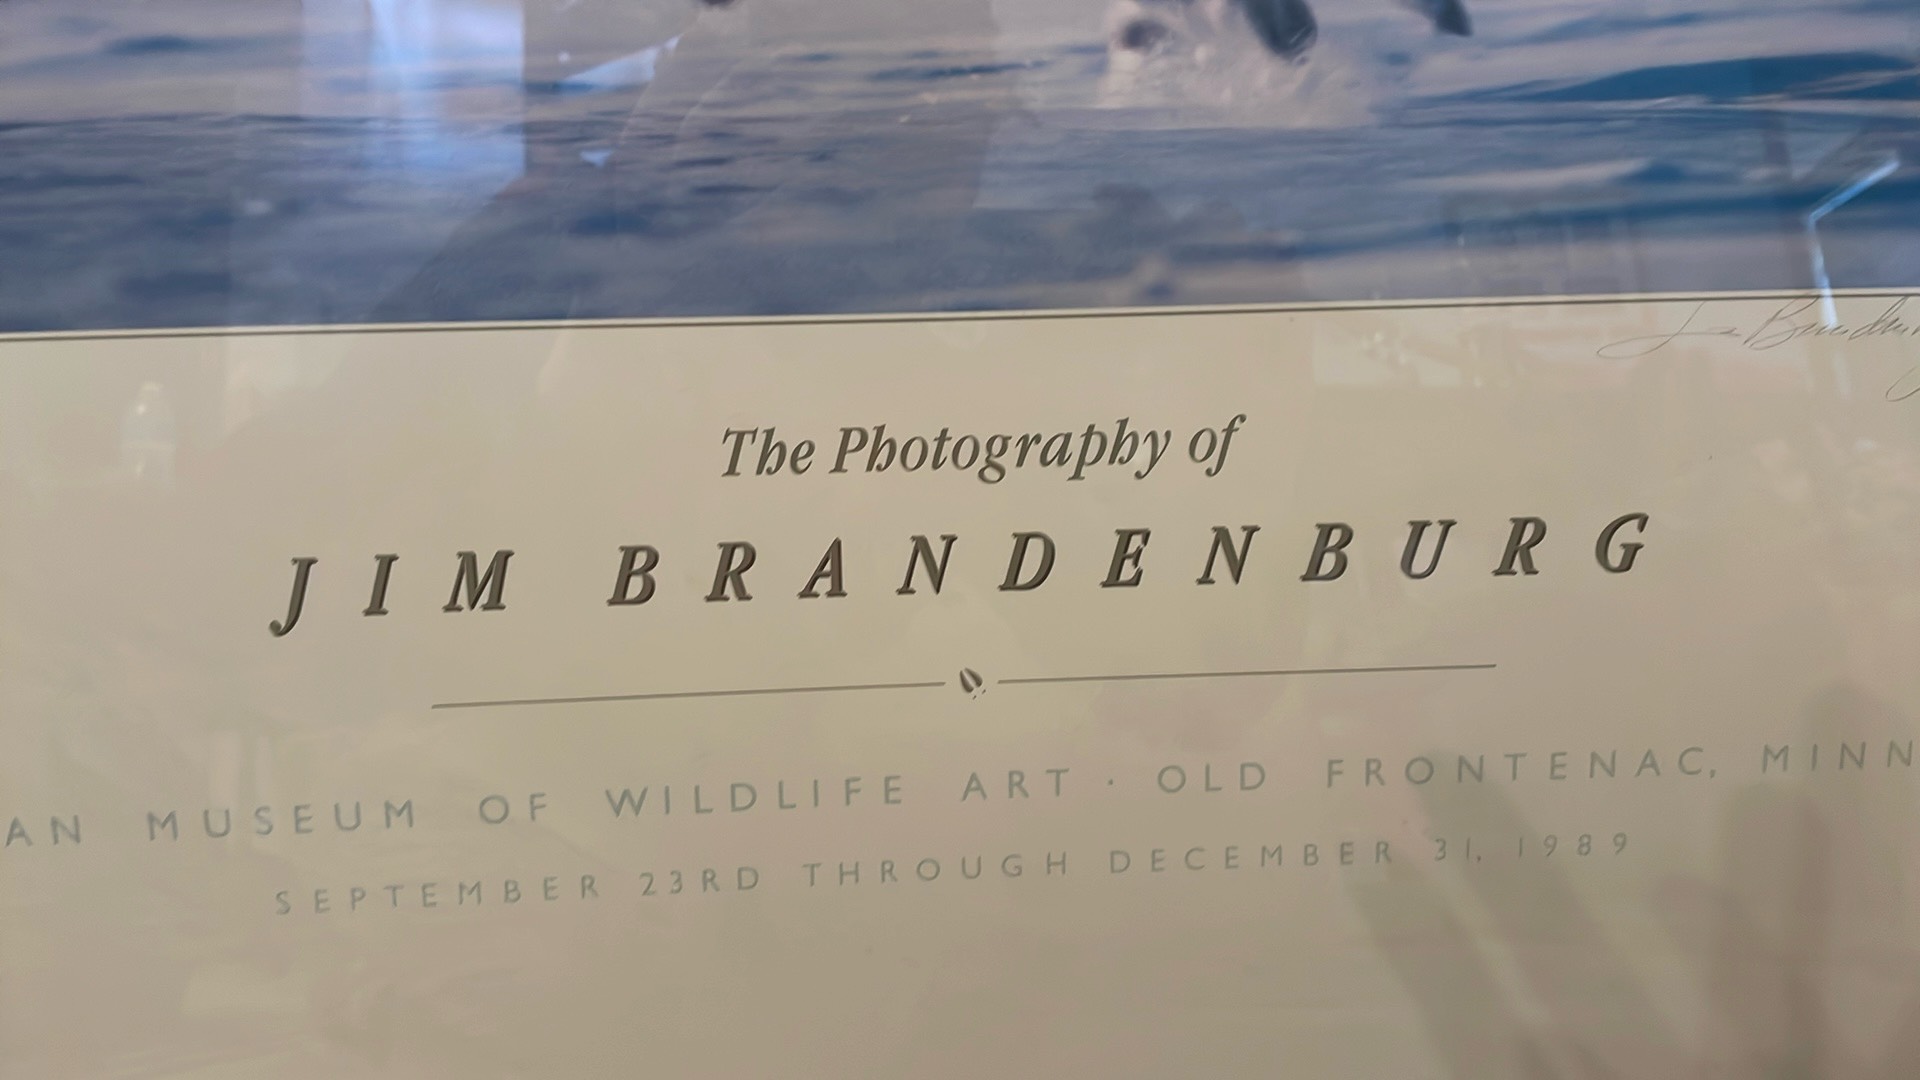 The Photography of
JIM BRANDENBURG
AN MUSEUM OF WILDLIFE ART · OLD FRONTENAC, MINN
SEPTEMBER 23RD THROUGH DECEMBER 31, 1989